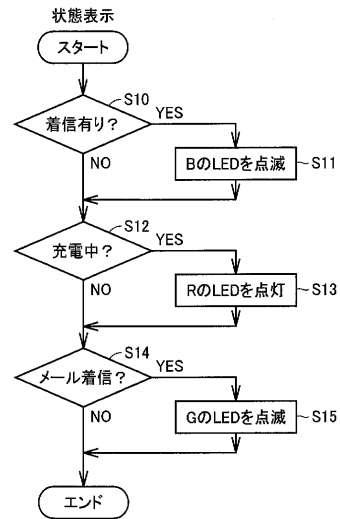 状態表示
スタート
S10
着信有り?
YES
BのLEDを点滅
S11
NO
S12
充電中?
YES
RのLEDを点灯
S13
NO
S14
メール着信?
YES
GのLEDを点滅
S15
NO
エンド